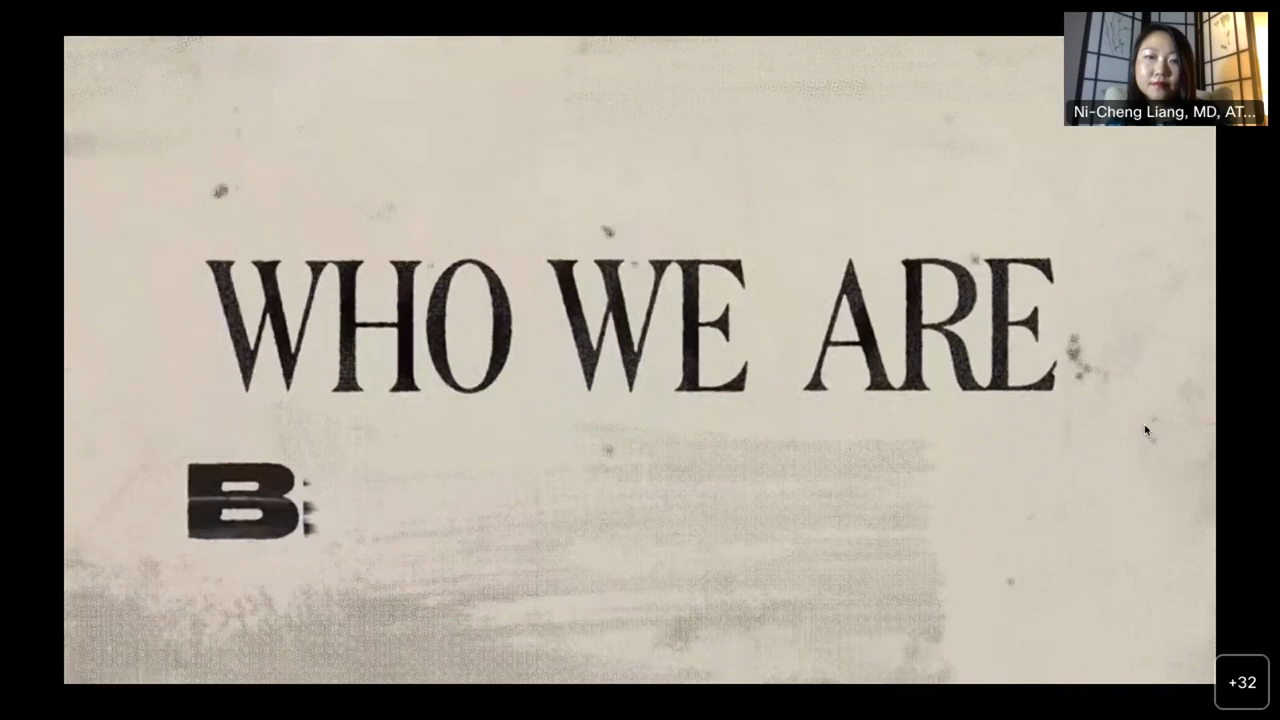 Ni-Cheng Liang, MD, AT...
WHO WE ARE
B
+32